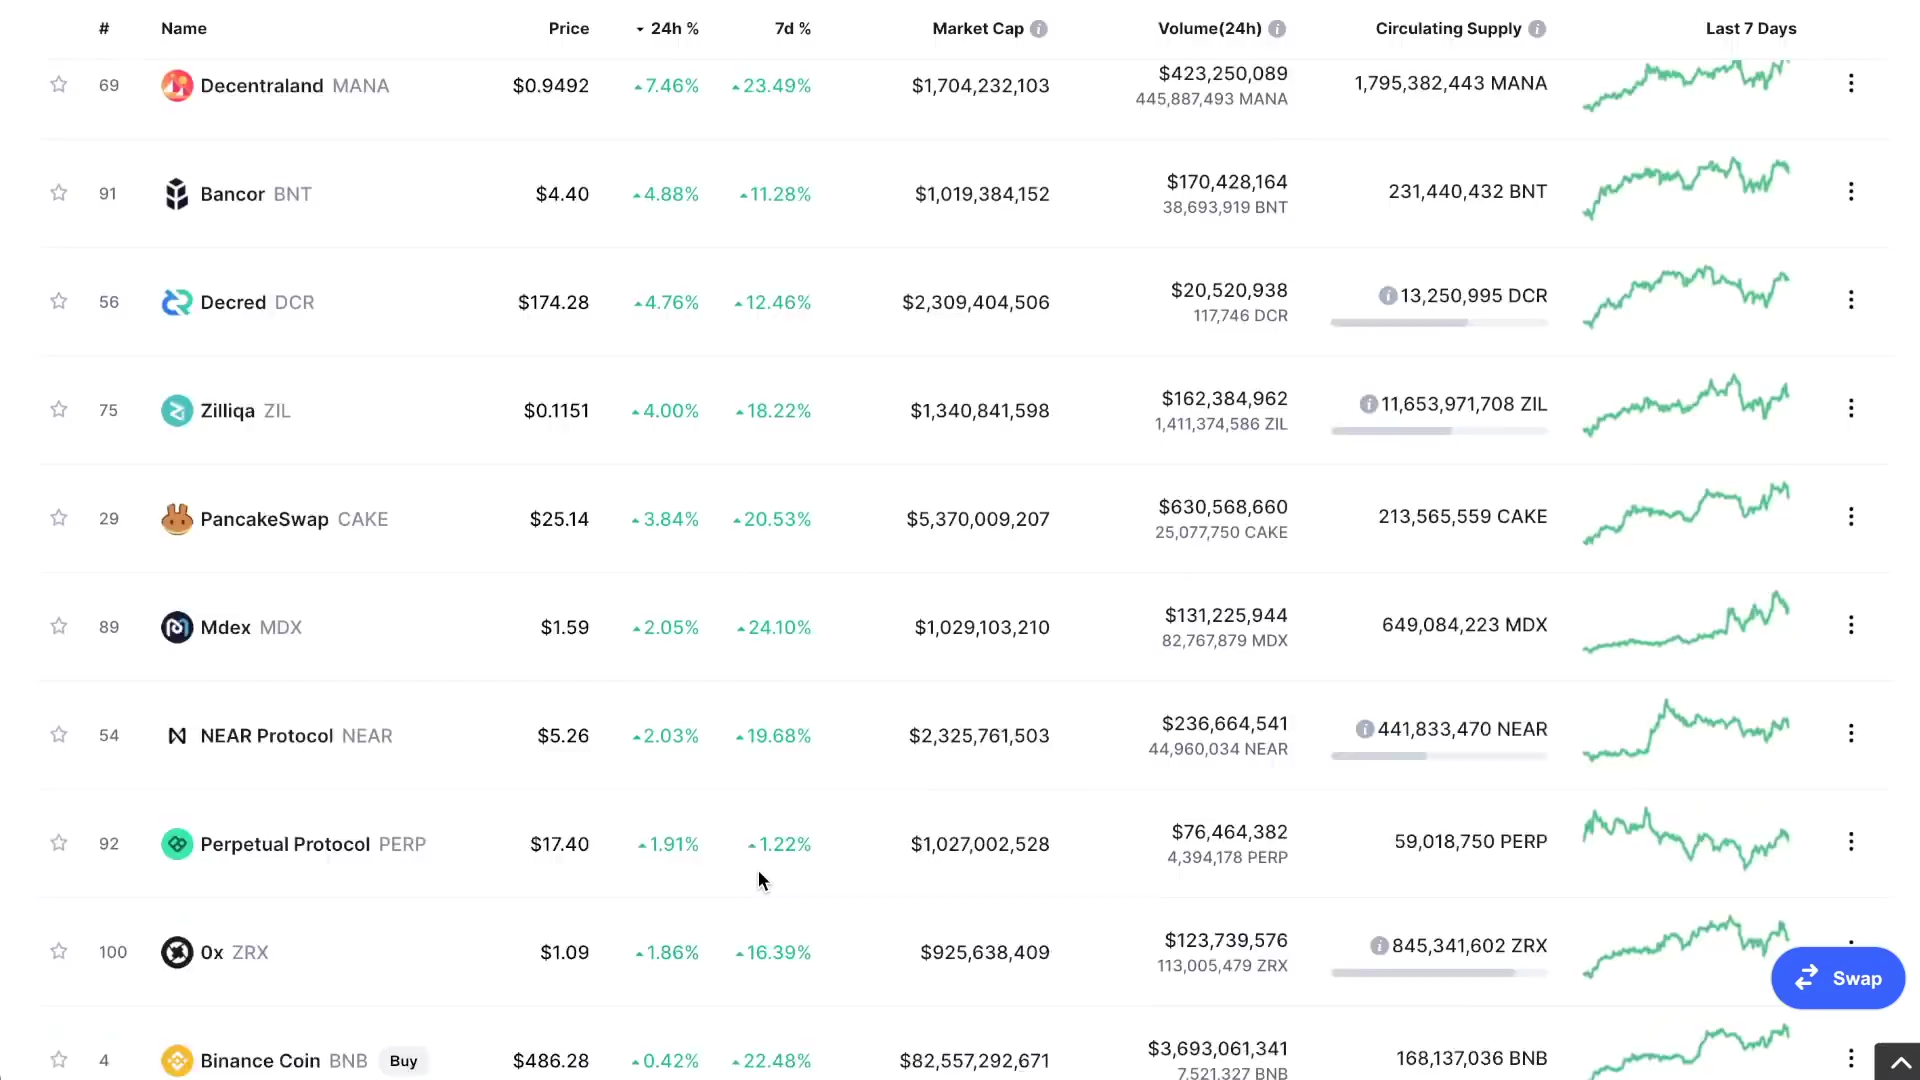 # Name Price 24h % 7d % Market Cap Volume(24h) Circulating Supply Last 7 Days
69 Decentraland MANA $0.9492 7.46% 23.49% $1,704,232,103 $423,250,089 1,795,382,443 MANA
445,887,493 MANA
91 Bancor BNT $4.40 4.88% 11.28% $1,019,384,152 $170,428,164 231,440,432 BNT
38,693,919 BNT
56 Decred DCR $174.28 4.76% 12.46% $2,309,404,506 $20,520,938 13,250,995 DCR
117,746 DCR
75 Zilliqa ZIL $0.1151 4.00% 18.22% $1,340,841,598 $162,384,962 11,653,971,708 ZIL
1,411,374,586 ZIL
29 PancakeSwap CAKE $25.14 3.84% 20.53% $5,370,009,207 $630,568,660 213,565,559 CAKE
25,077,750 CAKE
89 Mdex MDX $1.59 2.05% 24.10% $1,029,103,210 $131,225,944 649,084,223 MDX
82,767,879 MDX
54 NEAR Protocol NEAR $5.26 2.03% 19.68% $2,325,761,503 $236,664,541 441,833,470 NEAR
44,960,034 NEAR
92 Perpetual Protocol PERP $17.40 1.91% 1.22% $1,027,002,528 $76,464,382 59,018,750 PERP
4,394,178 PERP
100 0x ZRX $1.09 1.86% 16.39% $925,638,409 $123,739,576 845,341,602 ZRX
113,005,479 ZRX
Swap
4 Binance Coin BNB Buy $486.28 0.42% 22.48% $82,557,292,671 $3,693,061,341 168,137,036 BNB
7,521,327 BNB